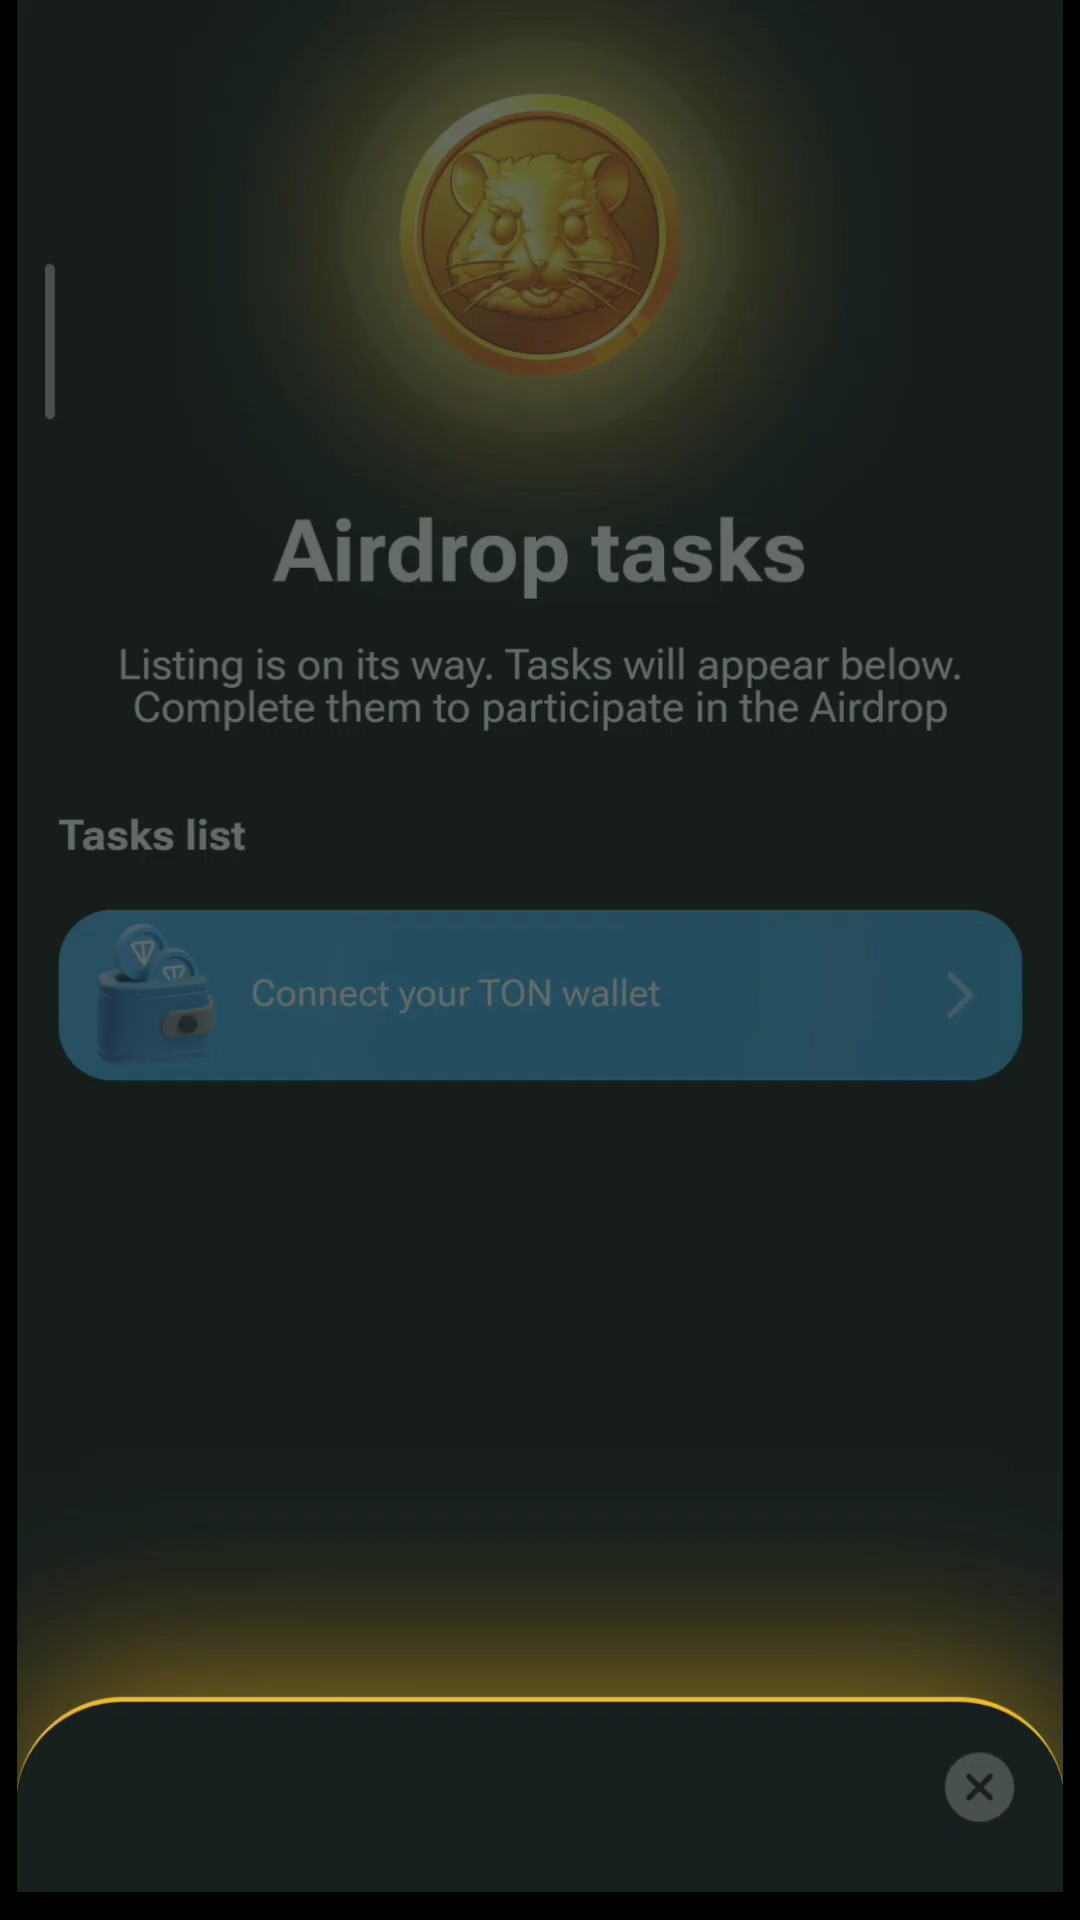 Airdrop tasks
Listing is on its way. Tasks will appear below.
Complete them to participate in the Airdrop
Tasks list
Connect your TON wallet